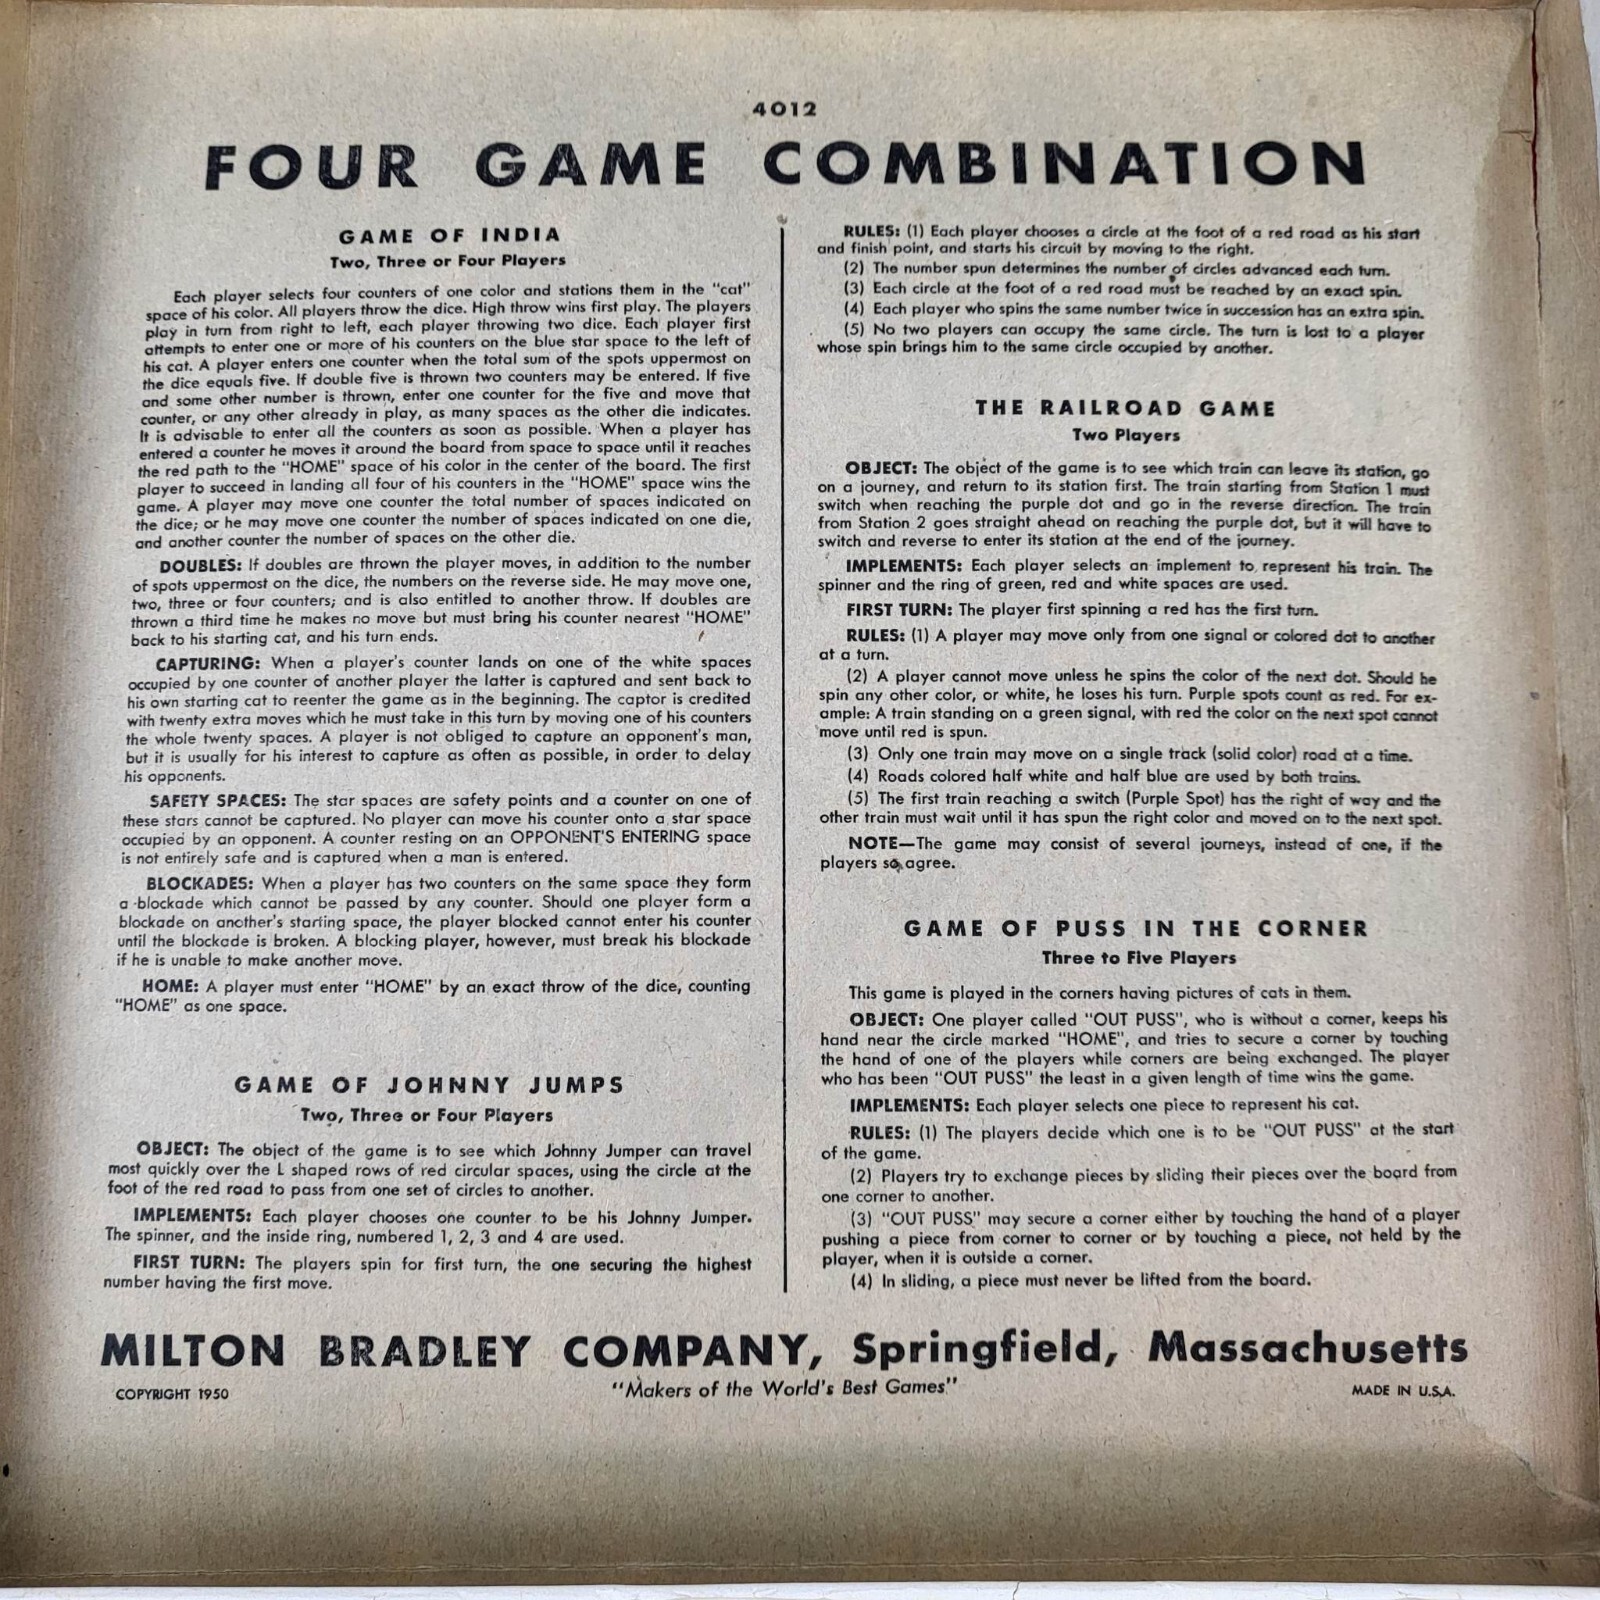 4012
FOUR GAME COMBINATION
GAME OF INDIA
Two, Three or Four Players
Each player selects four counters of one color and stations them in the "cat"
space of his color. All players throw the dice. High throw wins first play. The players
play in turn from right to left, each player throwing two dice. Each player first
attempts to enter one or more of his counters on the blue star space to the left of
his cat. A player enters one counter when the total sum of the spots uppermost on
the dice equals five. If double five is thrown two counters may be entered. If five
and some other number is thrown, enter one counter for the five and move that
counter, or any other already in play, as many spaces as the other die indicates.
It is advisable to enter all the counters as soon as possible. When a player has
entered a counter he moves it around the board from space to space until it reaches
the red path to the "HOME" space of his color in the center of the board. The first
player to succeed in landing all four of his counters in the "HOME" space wins the
game. A player may move one counter the total number of spaces indicated on
the dice; or he may move one counter the number of spaces indicated on one die,
and another counter the number of spaces on the other die.
DOUBLES: If doubles are thrown the player moves, in addition to the number
of spots uppermost on the dice, the numbers on the reverse side. He may move one,
two, three or four counters; and is also entitled to another throw. If doubles are
thrown a third time he makes no move but must bring his counter nearest "HOME"
back to his starting cat, and his turn ends.
CAPTURING: When a player's counter lands on one of the white spaces
occupied by one counter of another player the latter is captured and sent back to
his own starting cat to reenter the game as in the beginning. The captor is credited
with twenty extra moves which he must take in this turn by moving one of his counters
the whole twenty spaces. A player is not obliged to capture an opponent's man,
but it is usually for his interest to capture as often as possible, in order to delay
his opponents.
SAFETY SPACES: The star spaces are safety points and a counter on one of
these stars cannot be captured. No player can move his counter onto a star space
occupied by an opponent. A counter resting on an OPPONENT'S ENTERING space
is not entirely safe and is captured when a man is entered.
BLOCKADES: When a player has two counters on the same space they form
a blockade which cannot be passed by any counter. Should one player form a
blockade on another's starting space, the player blocked cannot enter his counter
until the blockade is broken. A blocking player, however, must break his blockade
if he is unable to make another move.
HOME: A player must enter "HOME" by an exact throw of the dice, counting
"HOME" as one space.
GAME OF JOHNNY JUMPS
Two, Three or Four Players
OBJECT: The object of the game is to see which Johnny Jumper can travel
most quickly over the L shaped rows of red circular spaces, using the circle at the
foot of the red road to pass from one set of circles to another.
IMPLEMENTS: Each player chooses one counter to be his Johnny Jumper.
The spinner, and the inside ring, numbered 1, 2, 3 and 4 are used.
FIRST TURN: The players spin for first turn, the one securing the highest
number having the first move.
RULES: (1) Each player chooses a circle at the foot of a red road as his start
and finish point, and starts his circuit by moving to the right.
(2) The number spun determines the number of circles advanced each turn.
(3) Each circle at the foot of a red road must be reached by an exact spin.
(4) Each player who spins the same number twice in succession has an extra spin.
(5) No two players can occupy the same circle. The turn is lost to a player
whose spin brings him to the same circle occupied by another.
THE RAILROAD GAME
Two Players
OBJECT: The object of the game is to see which train can leave its station, go
on a journey, and return to its station first. The train starting from Station 1 must
switch when reaching the purple dot and go in the reverse direction. The train
from Station 2 goes straight ahead on reaching the purple dot, but it will have to
switch and reverse to enter its station at the end of the journey.
IMPLEMENTS: Each player selects an implement to represent his train. The
spinner and the ring of green, red and white spaces are used.
FIRST TURN: The player first spinning a red has the first turn.
RULES: (1) A player may move only from one signal or colored dot to another
at a turn.
(2) A player cannot move unless he spins the color of the next dot. Should he
spin any other color, or white, he loses his turn. Purple spots count as red. For ex-
ample: A train standing on a green signal, with red the color on the next spot cannot
move until red is spun.
(3) Only one train may move on a single track (solid color) road at a time.
(4) Roads colored half white and half blue are used by both trains.
(5) The first train reaching a switch (Purple Spot) has the right of way and the
other train must wait until it has spun the right color and moved on to the next spot.
NOTE—The game may consist of several journeys, instead of one, if the
players so agree.
GAME OF PUSS IN THE CORNER
Three to Five Players
This game is played in the corners having pictures of cats in them.
OBJECT: One player called "OUT PUSS", who is without a corner, keeps his
hand near the circle marked "HOME", and tries to secure a corner by touching
the hand of one of the players while corners are being exchanged. The player
who has been "OUT PUSS" the least in a given length of time wins the game.
IMPLEMENTS: Each player selects one piece to represent his cat.
RULES: (1) The players decide which one is to be "OUT PUSS" at the start
of the game.
(2) Players try to exchange pieces by sliding their pieces over the board from
one corner to another.
(3) "OUT PUSS" may secure a corner either by touching the hand of a player
pushing a piece from corner to corner or by touching a piece, not held by the
player, when it is outside a corner.
(4) In sliding, a piece must never be lifted from the board.
MILTON BRADLEY COMPANY, Springfield, Massachusetts
COPYRIGHT 1950
"Makers of the World's Best Games"
MADE IN U.S.A.